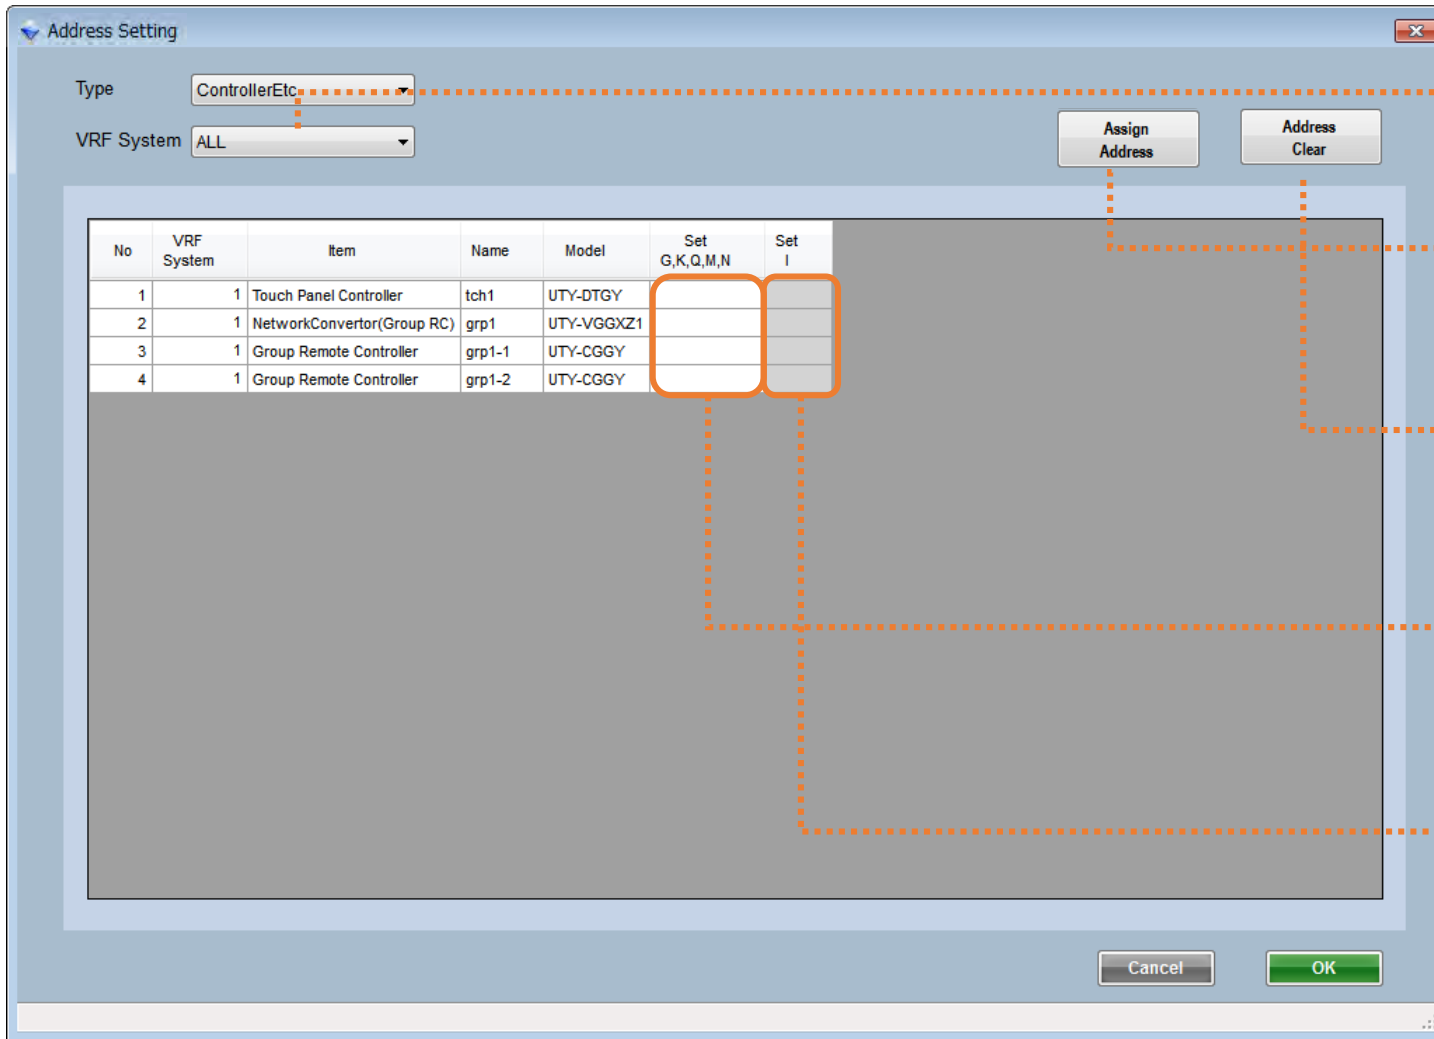 Address Setting
Type ControllerEtc
VRF System ALL
Assign
Address
Address
Clear
No VRF System Item Name Model Set G,K,Q,M,N Set I
1 1 Touch Panel Controller tch1 UTY-DTGY
2 1 NetworkConvertor(Group RC) grp1 UTY-VGGXZ1
3 1 Group Remote Controller grp1-1 UTY-CGGY
4 1 Group Remote Controller grp1-2 UTY-CGGY
Cancel OK